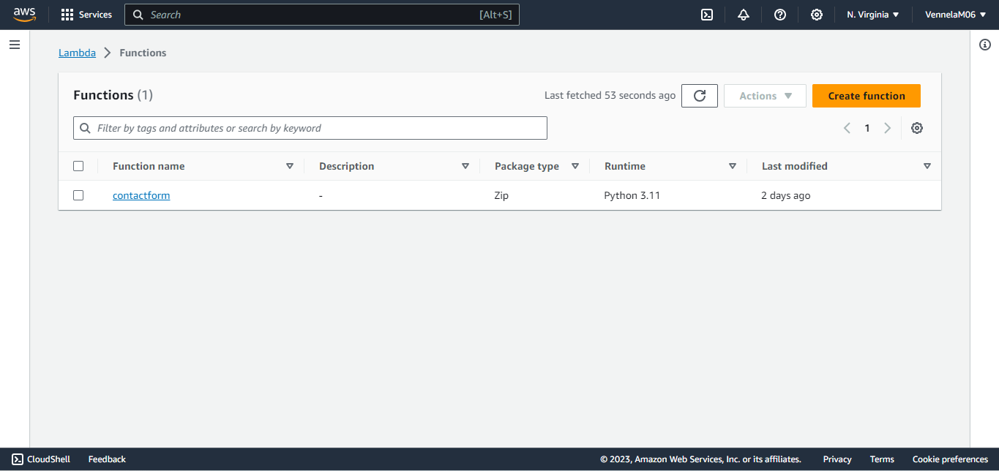 aws Services Search [Alt+S] N. Virginia VennelaM06
Lambda Functions
Functions (1) Last fetched 53 seconds ago Actions Create function
Filter by tags and attributes or search by keyword 1
Function name Description Package type Runtime Last modified
contactform - Zip Python 3.11 2 days ago
CloudShell Feedback © 2023, Amazon Web Services, Inc. or its affiliates. Privacy Terms Cookie preferences